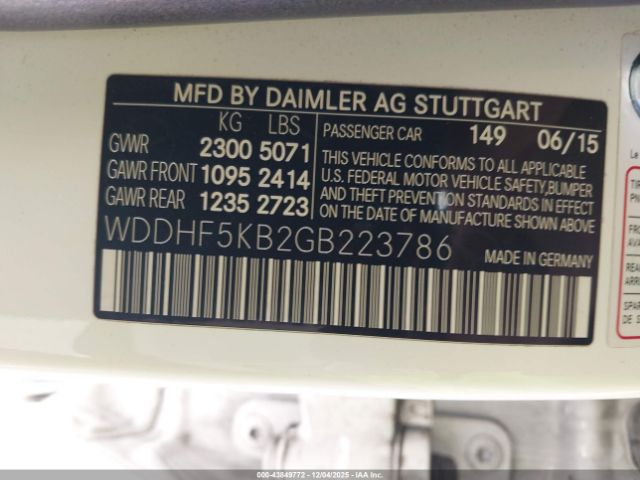 MFD BY DAIMLER AG STUTTGART
KG LBS
GVWR 2300 5071
GAWR FRONT 1095 2414
GAWR REAR 1235 2723
PASSENGER CAR 149 06/15
THIS VEHICLE CONFORMS TO ALL APPLICABLE
U.S. FEDERAL MOTOR VEHICLE SAFETY,BUMPER
AND THEFT PREVENTION STANDARDS IN EFFECT
ON THE DATE OF MANUFACTURE SHOWN ABOVE
WDDHF5KB2GB223786
MADE IN GERMANY
000-43849772 - 12/04/2025 - IAA Inc.